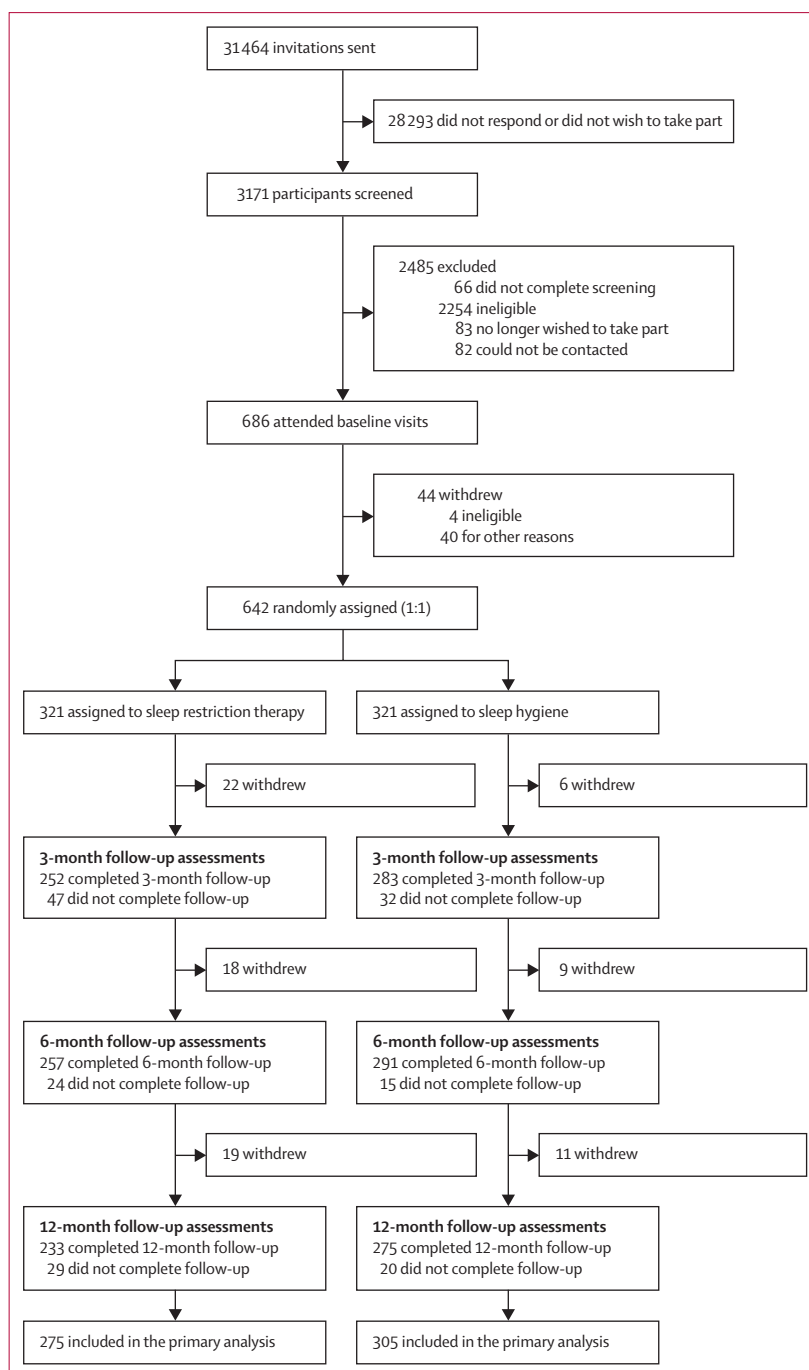 31 464 invitations sent
28 293 did not respond or did not wish to take part
3171 participants screened
2485 excluded
66 did not complete screening
2254 ineligible
83 no longer wished to take part
82 could not be contacted
686 attended baseline visits
44 withdrew
4 ineligible
40 for other reasons
642 randomly assigned (1:1)
321 assigned to sleep restriction therapy
321 assigned to sleep hygiene
22 withdrew
6 withdrew
3-month follow-up assessments
252 completed 3-month follow-up
47 did not complete follow-up
3-month follow-up assessments
283 completed 3-month follow-up
32 did not complete follow-up
18 withdrew
9 withdrew
6-month follow-up assessments
257 completed 6-month follow-up
24 did not complete follow-up
6-month follow-up assessments
291 completed 6-month follow-up
15 did not complete follow-up
19 withdrew
11 withdrew
12-month follow-up assessments
233 completed 12-month follow-up
29 did not complete follow-up
12-month follow-up assessments
275 completed 12-month follow-up
20 did not complete follow-up
275 included in the primary analysis
305 included in the primary analysis